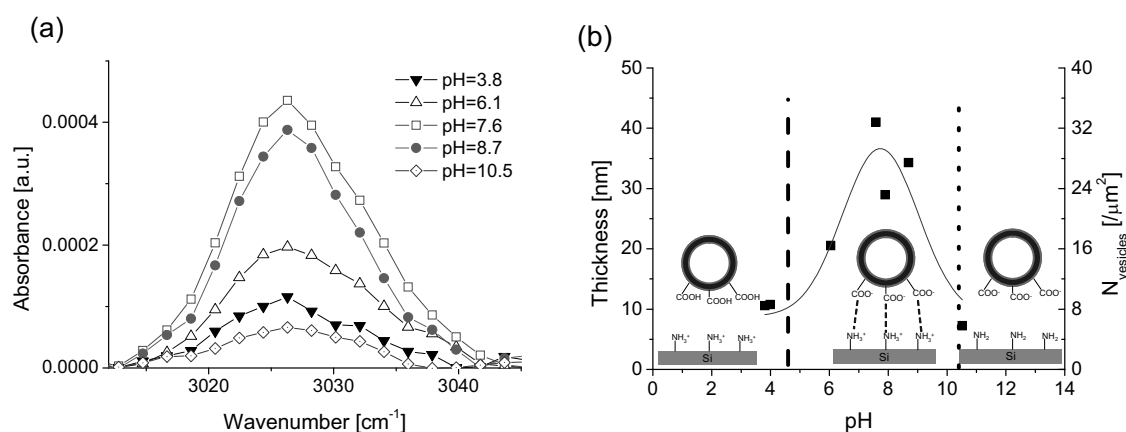 (a)
Absorbance [a.u.]
0.0004
0.0002
0.0000
3020
3030
3040
Wavenumber [cm⁻¹]
pH=3.8
pH=6.1
pH=7.6
pH=8.7
pH=10.5
(b)
Thickness [nm]
50
40
30
20
10
0
40
32
24
16
8
0
N_vesicles [/μm²]
COOH COOH COOH
NH₃⁺ NH₃⁺ NH₃⁺
Si
COO⁻ COO⁻ COO⁻
NH₃⁺ NH₃⁺ NH₃⁺
Si
COO⁻ COO⁻ COO⁻
NH₂ NH₂ NH₂
Si
0 2 4 6 8 10 12 14
pH